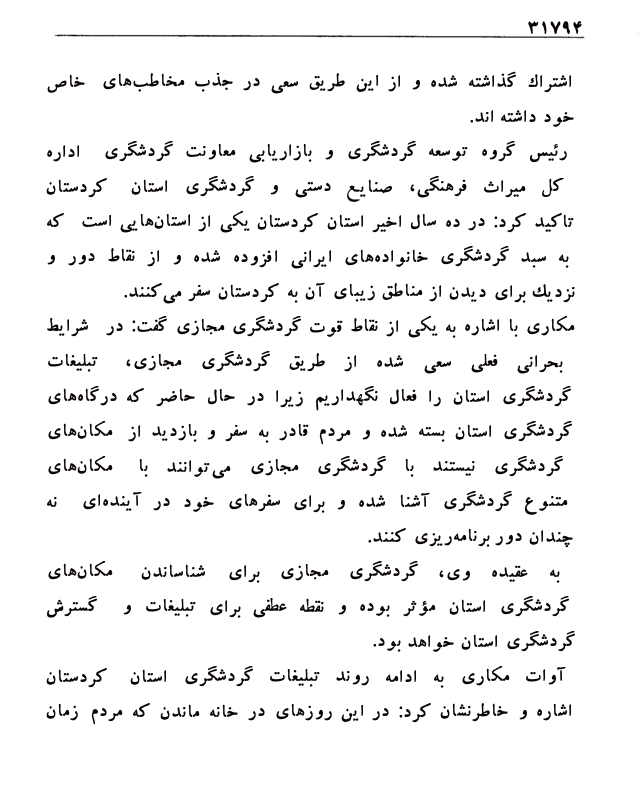 ۳۱۷۹۴
اشتراك گذاشته شده و از این طریق سعی در جذب مخاطب‌های خاص
خود داشته اند.
رئیس گروه توسعه گردشگری و بازاریابی معاونت گردشگری اداره
کل میراث فرهنگی، صنایع دستی و گردشگری استان کردستان
تاکید کرد: در ده سال اخیر استان کردستان یکی از استان‌هایی است که
به سبد گردشگری خانواده‌های ایرانی افزوده شده و از نقاط دور و
نزدیك برای دیدن از مناطق زیبای آن به کردستان سفر می‌کنند.
مکاری با اشاره به یکی از نقاط قوت گردشگری مجازی گفت: در شرایط
بحرانی فعلی سعی شده از طریق گردشگری مجازی، تبلیغات
گردشگری استان را فعال نگهداریم زیرا در حال حاضر که درگاه‌های
گردشگری استان بسته شده و مردم قادر به سفر و بازدید از مکان‌های
گردشگری نیستند با گردشگری مجازی می‌توانند با مکان‌های
متنوع گردشگری آشنا شده و برای سفرهای خود در آینده‌ای نه
چندان دور برنامه‌ریزی کنند.
به عقیده وی، گردشگری مجازی برای شناساندن مکان‌های
گردشگری استان مؤثر بوده و نقطه عطفی برای تبلیغات و گسترش
گردشگری استان خواهد بود.
آوات مکاری به ادامه روند تبلیغات گردشگری استان کردستان
اشاره و خاطرنشان کرد: در این روزهای در خانه ماندن که مردم زمان